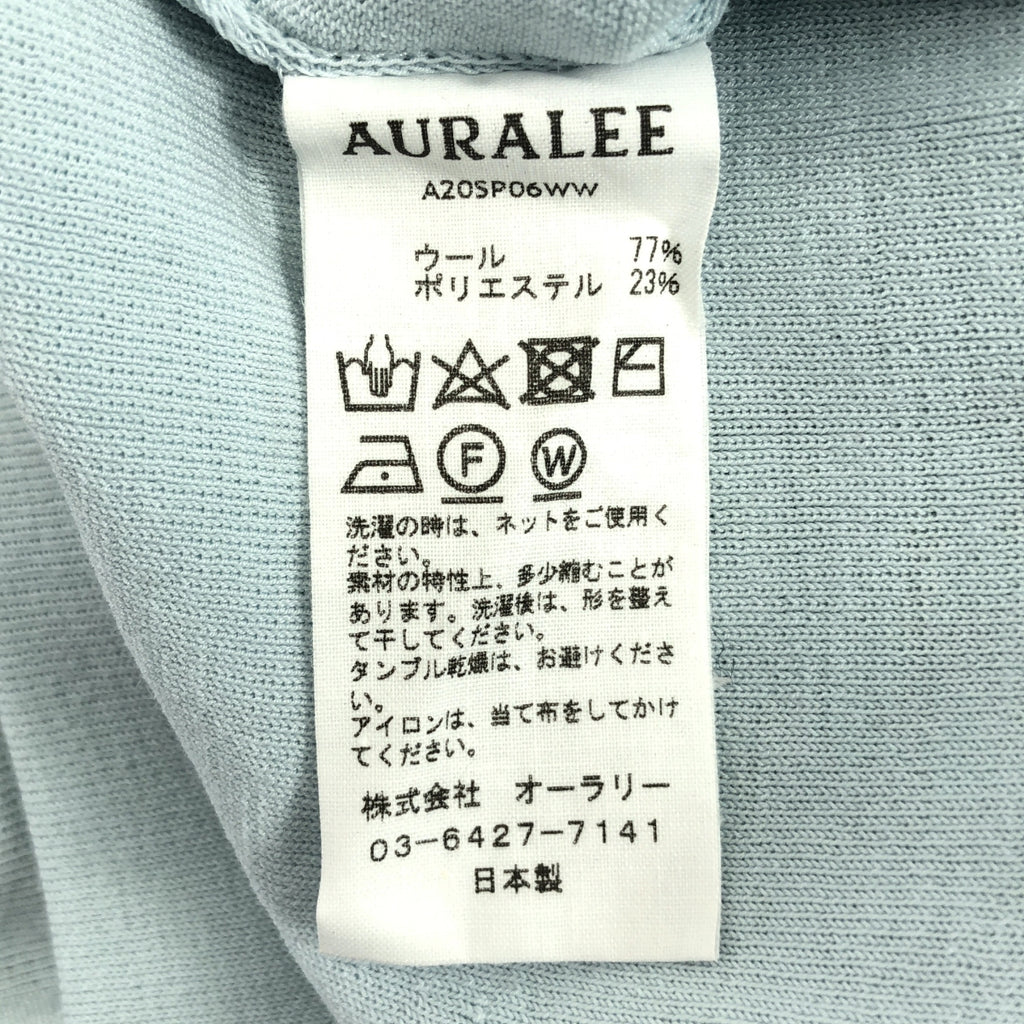 AURALEE
A20SP06WW
ウール 77%
ポリエステル 23%
F W
洗濯の時は、ネットをご使用く
ださい。
素材の特性上、多少縮むことが
あります。洗濯後は、形を整え
て干してください。
タンブル乾燥は、お避けくださ
い。
アイロンは、当て布をしてかけ
てください。
株式会社 オーラリー
03-6427-7141
日本製